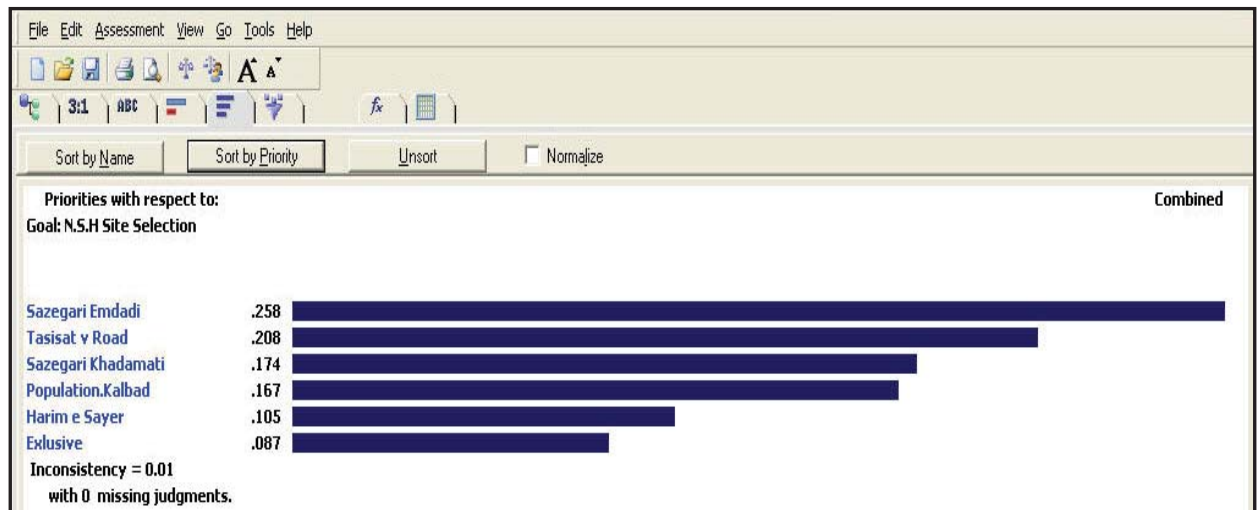 File Edit Assessment View Go Tools Help
A A
3:1 ABC fx
Sort by Name Sort by Priority Unsort Normalize
Priorities with respect to: Combined
Goal: N.S.H Site Selection
Sazegari Emdadi .258
Tasisat v Road .208
Sazegari Khadamati .174
Population.Kalbad .167
Harim e Sayer .105
Exlusive .087
Inconsistency = 0.01
with 0 missing judgments.